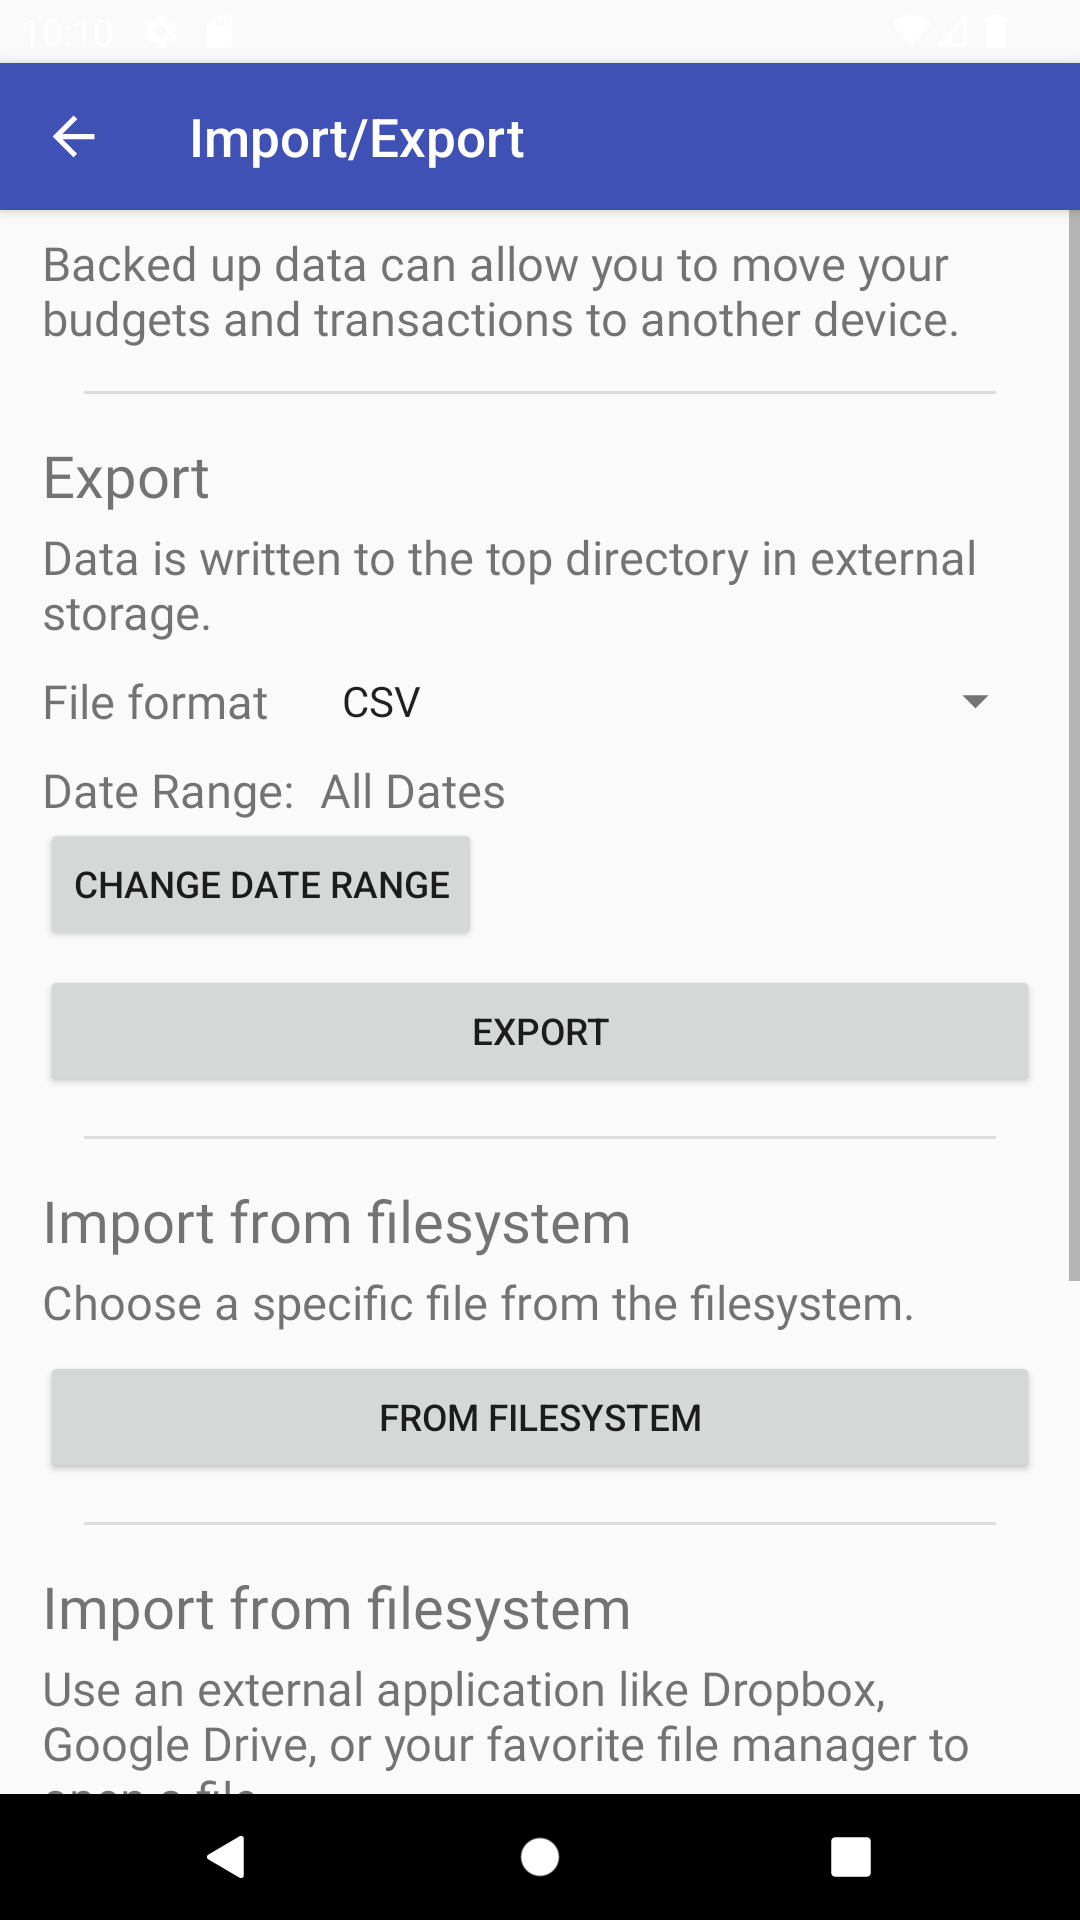 10:10
Import/Export
Backed up data can allow you to move your
budgets and transactions to another device.
Export
Data is written to the top directory in external
storage.
File format CSV
Date Range: All Dates
CHANGE DATE RANGE
EXPORT
Import from filesystem
Choose a specific file from the filesystem.
FROM FILESYSTEM
Import from filesystem
Use an external application like Dropbox,
Google Drive, or your favorite file manager to
open a file